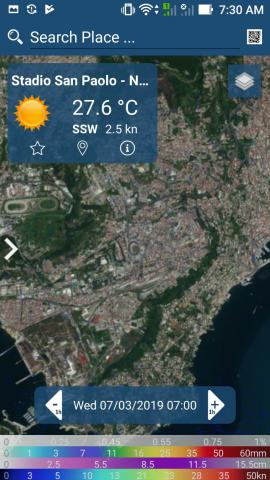 7:30 AM
Search Place ...
Stadio San Paolo - N...
27.6 °C
SSW 2.5 kn
1h Wed 07/03/2019 07:00 1h
0 0.25 0.45 0.55 0.75 1%
0 1 3 7 11 16 25 35 50 60mm
0 2.5 5.5 8.5 11.5 15.5cm
0 3 5 10 13 21 23 28 35 50kn